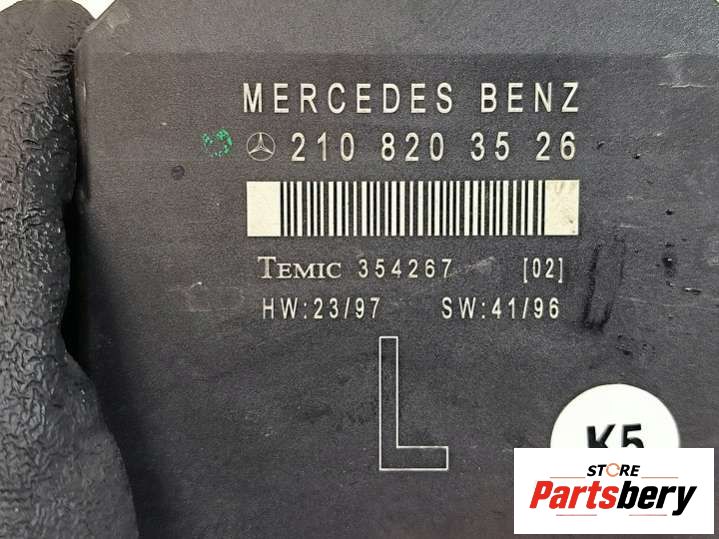 MERCEDES BENZ
210 820 35 26
TEMIC 354267 [02]
HW:23/97 SW:41/96
L
K5
STORE
Partsbery